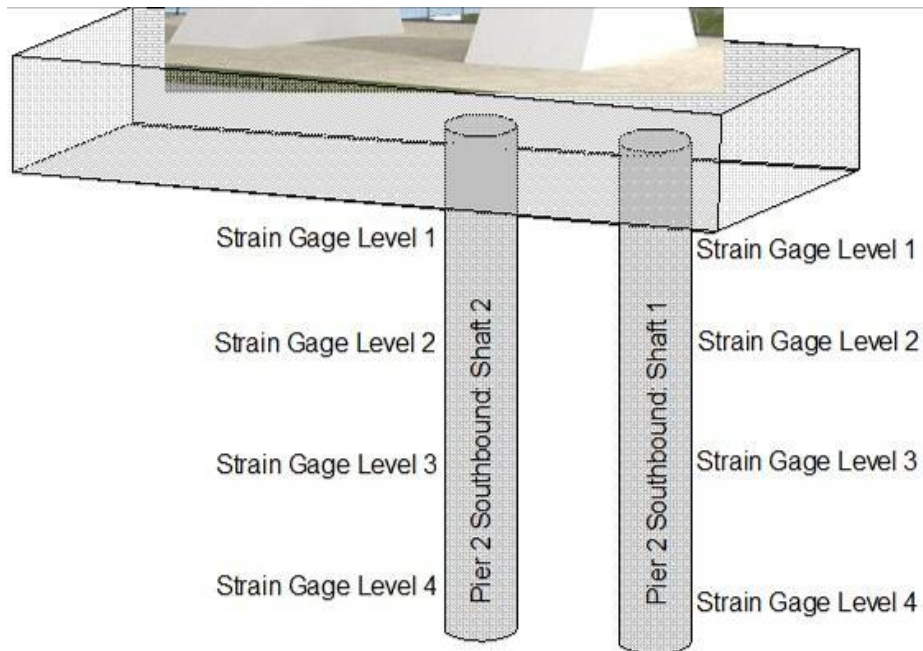 Strain Gage Level 1
Strain Gage Level 2
Strain Gage Level 3
Strain Gage Level 4
Pier 2 Southbound: Shaft 2
Pier 2 Southbound: Shaft 1
Strain Gage Level 1
Strain Gage Level 2
Strain Gage Level 3
Strain Gage Level 4